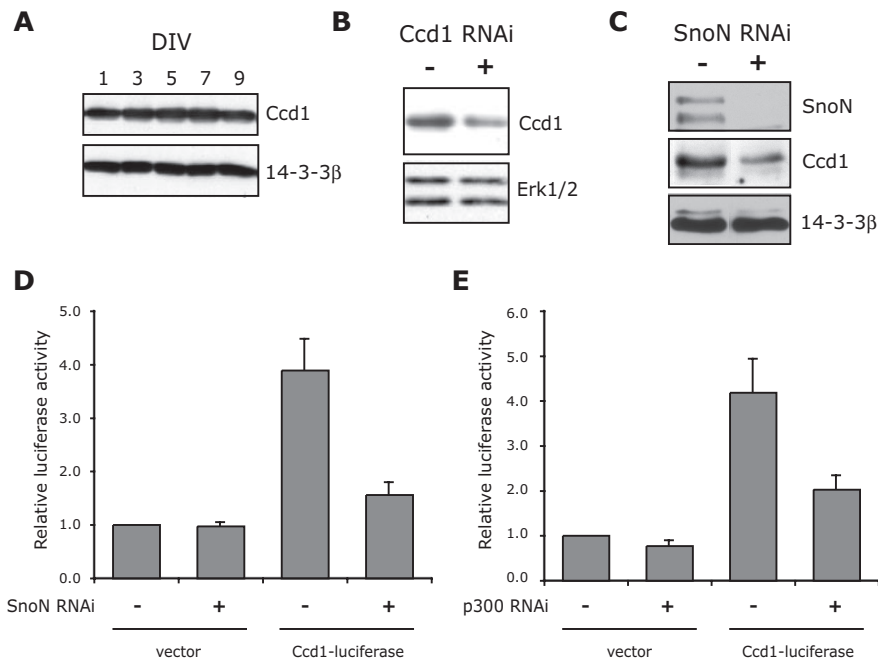 A
DIV
1 3 5 7 9
Ccd1
14-3-3β
B
Ccd1 RNAi
- +
Ccd1
Erk1/2
C
SnoN RNAi
- +
SnoN
Ccd1
14-3-3β
D
Relative luciferase activity
5.0
4.0
3.0
2.0
1.0
0.0
SnoN RNAi - + - +
vector Ccd1-luciferase
E
Relative luciferase activity
6.0
5.0
4.0
3.0
2.0
1.0
0.0
p300 RNAi - + - +
vector Ccd1-luciferase